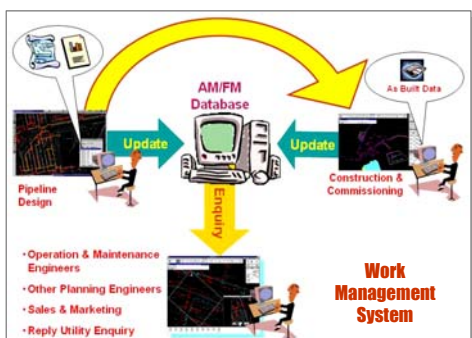 AM/FM
Database
As Built Data
Update
Update
Pipeline
Design
Construction &
Commissioning
Enquiry
• Operation & Maintenance
Engineers
• Other Planning Engineers
• Sales & Marketing
• Reply Utility Enquiry
Work
Management
System